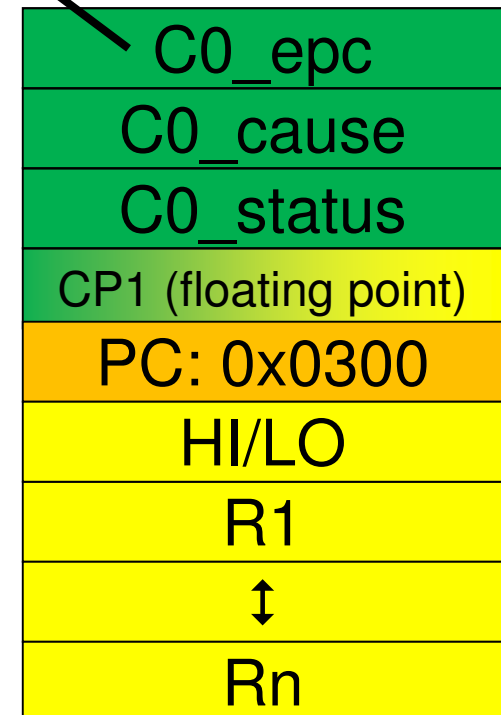 C0_epc
C0_cause
C0_status
CP1 (floating point)
PC: 0x0300
HI/LO
R1
↕
Rn